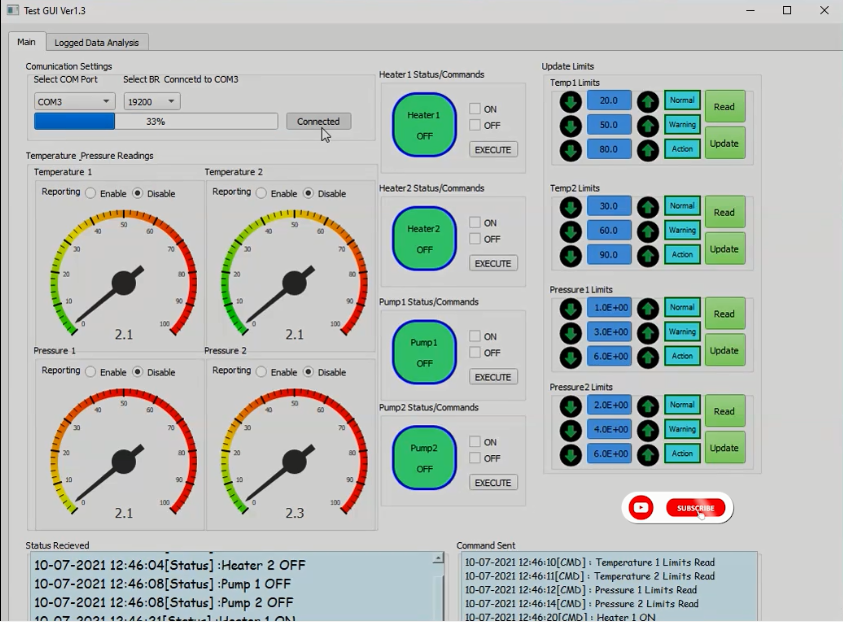 Test GUI Ver1.3
Main
Logged Data Analysis
Comunication Settings
Select COM Port
Select BR
Conncetd to COM3
COM3
19200
33%
Connected
Temperature ,Pressure Readings
Temperature 1
Reporting
Enable
Disable
0
10
20
30
40
50
60
70
80
90
100
2.1
Temperature 2
Reporting
Enable
Disable
0
10
20
30
40
50
60
70
80
90
100
2.1
Pressure 1
Reporting
Enable
Disable
0
10
20
30
40
50
60
70
80
90
100
2.1
Pressure 2
Reporting
Enable
Disable
0
10
20
30
40
50
60
70
80
90
100
2.3
Heater1 Status/Commands
Heater1
OFF
ON
OFF
EXECUTE
Heater2 Status/Commands
Heater2
OFF
ON
OFF
EXECUTE
Pump1 Status/Commands
Pump1
OFF
ON
OFF
EXECUTE
Pump2 Status/Commands
Pump2
OFF
ON
OFF
EXECUTE
Update Limits
Temp1 Limits
20.0
Normal
50.0
Warning
80.0
Action
Read
Update
Temp2 Limits
30.0
Normal
60.0
Warning
90.0
Action
Read
Update
Pressure1 Limits
1.0E+00
Normal
3.0E+00
Warning
6.0E+00
Action
Read
Update
Pressure2 Limits
2.0E+00
Normal
4.0E+00
Warning
6.0E+00
Action
Read
Update
SUBSCRIBE
Status Recieved
10-07-2021 12:46:04[Status] :Heater 2 OFF
10-07-2021 12:46:08[Status] :Pump 1 OFF
10-07-2021 12:46:08[Status] :Pump 2 OFF
10-07-2021 12:46:21[Status] :Heater 1 ON
Command Sent
10-07-2021 12:46:10[CMD] : Temperature 1 Limits Read
10-07-2021 12:46:11[CMD] : Temperature 2 Limits Read
10-07-2021 12:46:12[CMD] : Pressure 1 Limits Read
10-07-2021 12:46:14[CMD] : Pressure 2 Limits Read
10-07-2021 12:46:20[CMD] : Heater 1 ON